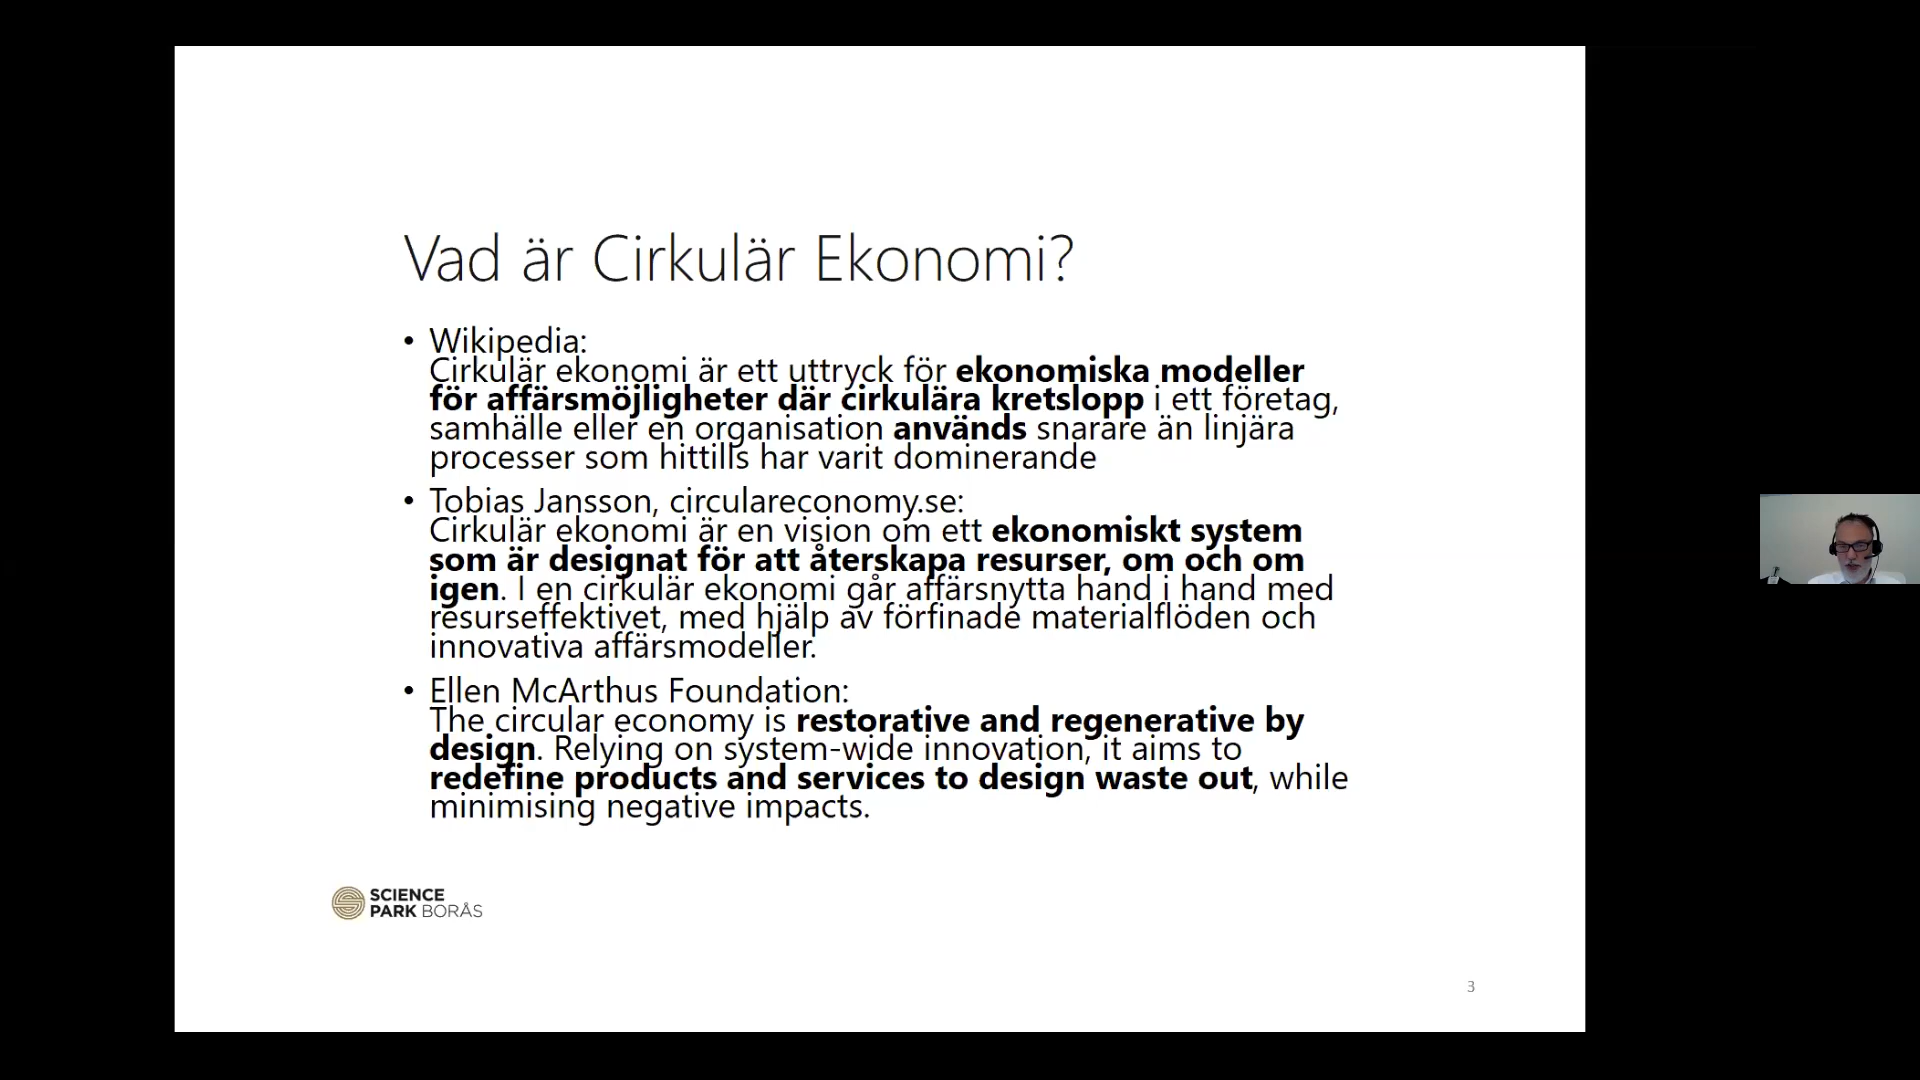 Vad är Cirkulär Ekonomi?
• Wikipedia:
Cirkulär ekonomi är ett uttryck för ekonomiska modeller
för affärsmöjligheter där cirkulära kretslopp i ett företag,
samhälle eller en organisation används snarare än linjära
processer som hittills har varit dominerande
• Tobias Jansson, circulareconomy.se:
Cirkulär ekonomi är en vision om ett ekonomiskt system
som är designat för att återskapa resurser, om och om
igen. I en cirkulär ekonomi går affärsnytta hand i hand med
resurseffektivet, med hjälp av förfinade materialflöden och
innovativa affärsmodeller.
• Ellen McArthus Foundation:
The circular economy is restorative and regenerative by
design. Relying on system-wide innovation, it aims to
redefine products and services to design waste out, while
minimising negative impacts.
SCIENCE
PARK BORÅS
3